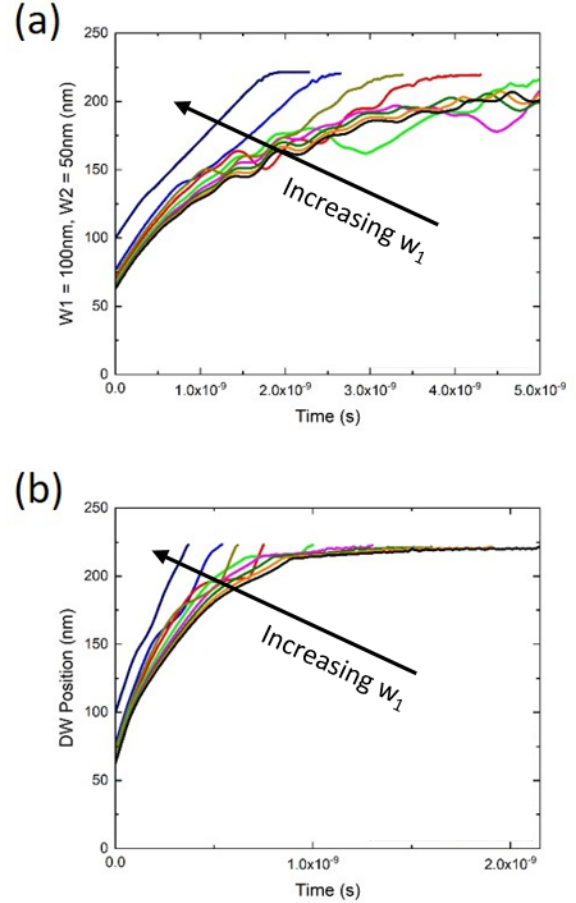 (a)
W1 = 100nm, W2 = 50nm (nm)
250
200
150
100
50
0
Increasing w₁
0.0
1.0x10⁻⁹
2.0x10⁻⁹
3.0x10⁻⁹
4.0x10⁻⁹
5.0x10⁻⁹
Time (s)
(b)
DW Position (nm)
250
200
150
100
50
0
Increasing w₁
0.0
1.0x10⁻⁹
2.0x10⁻⁹
Time (s)